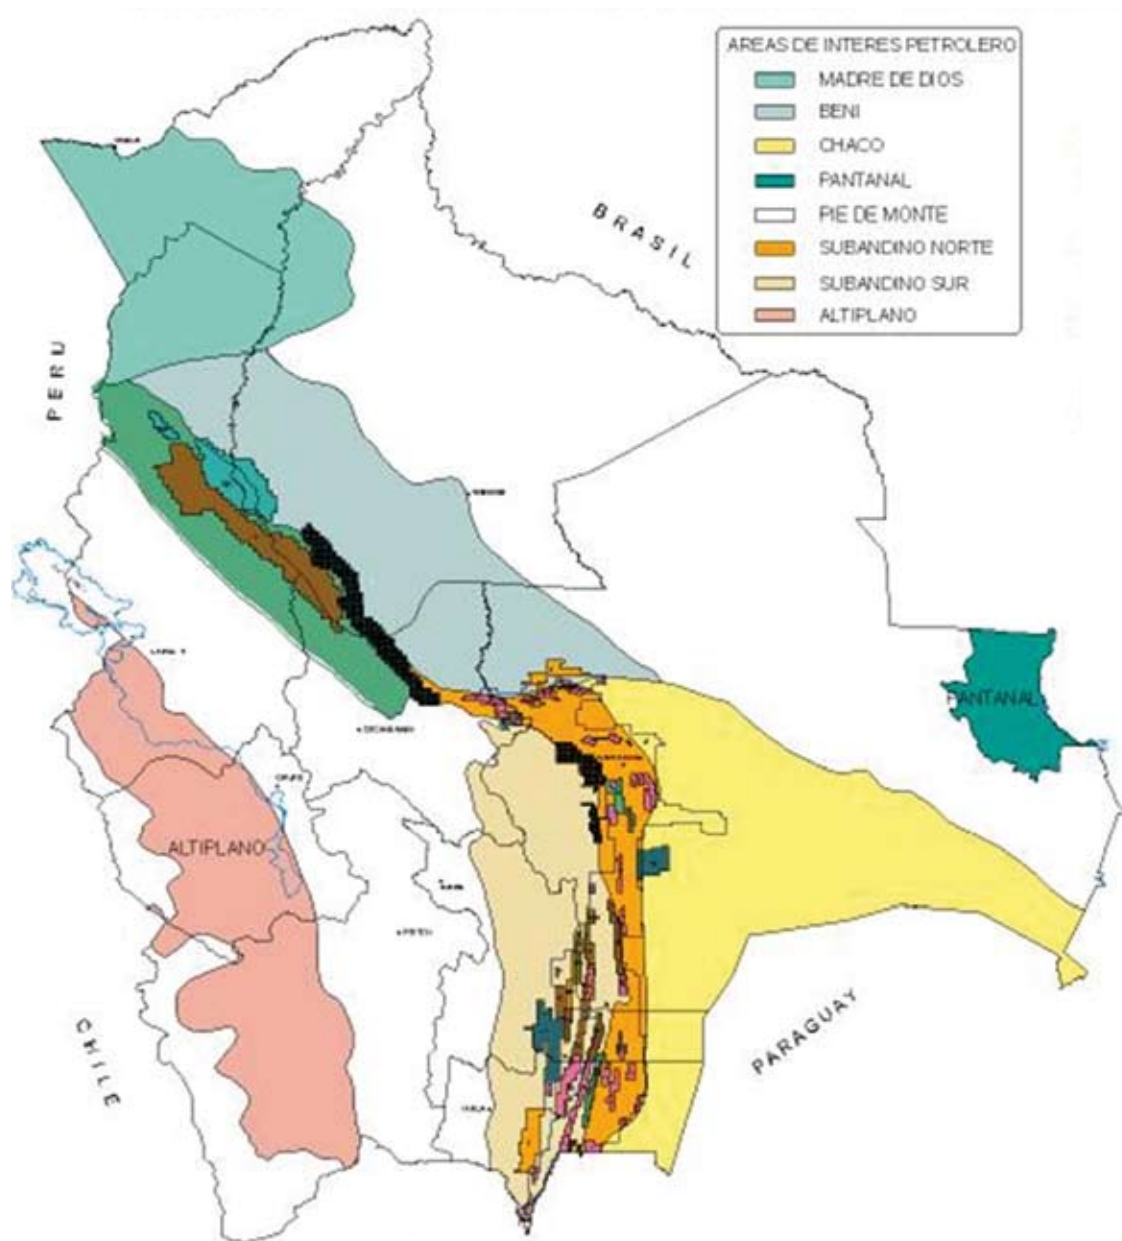 AREAS DE INTERES PETROLERO
MADRE DE DIOS
BENI
CHACO
PANTANAL
PIE DE MONTE
SUBANDINO NORTE
SUBANDINO SUR
ALTIPLANO
BRASIL
PERU
PANTANAL
ALTIPLANO
CHILE
PARAGUAY